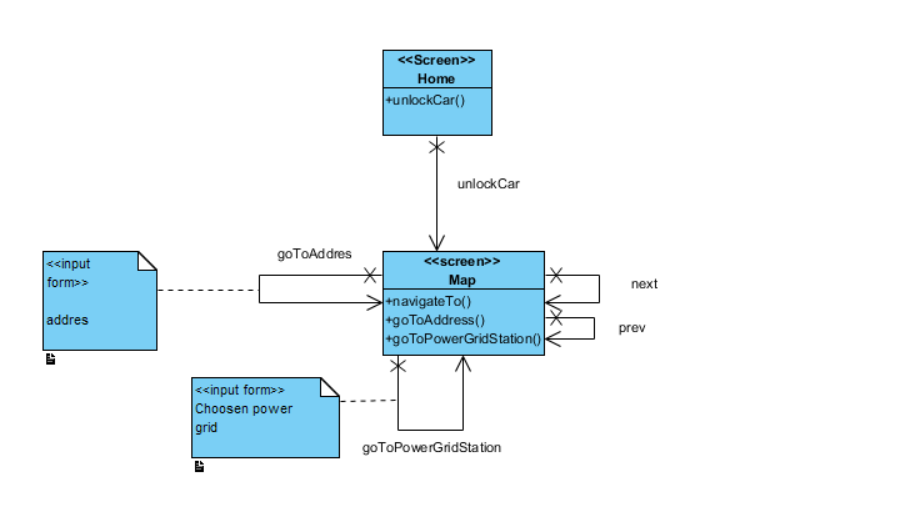 <<Screen>>
Home
+unlockCar()
unlockCar
goToAddres
<<input
form>>
addres
<<screen>>
Map
+navigateTo()
+goToAddress()
+goToPowerGridStation()
next
prev
<<input form>>
Choosen power
grid
goToPowerGridStation